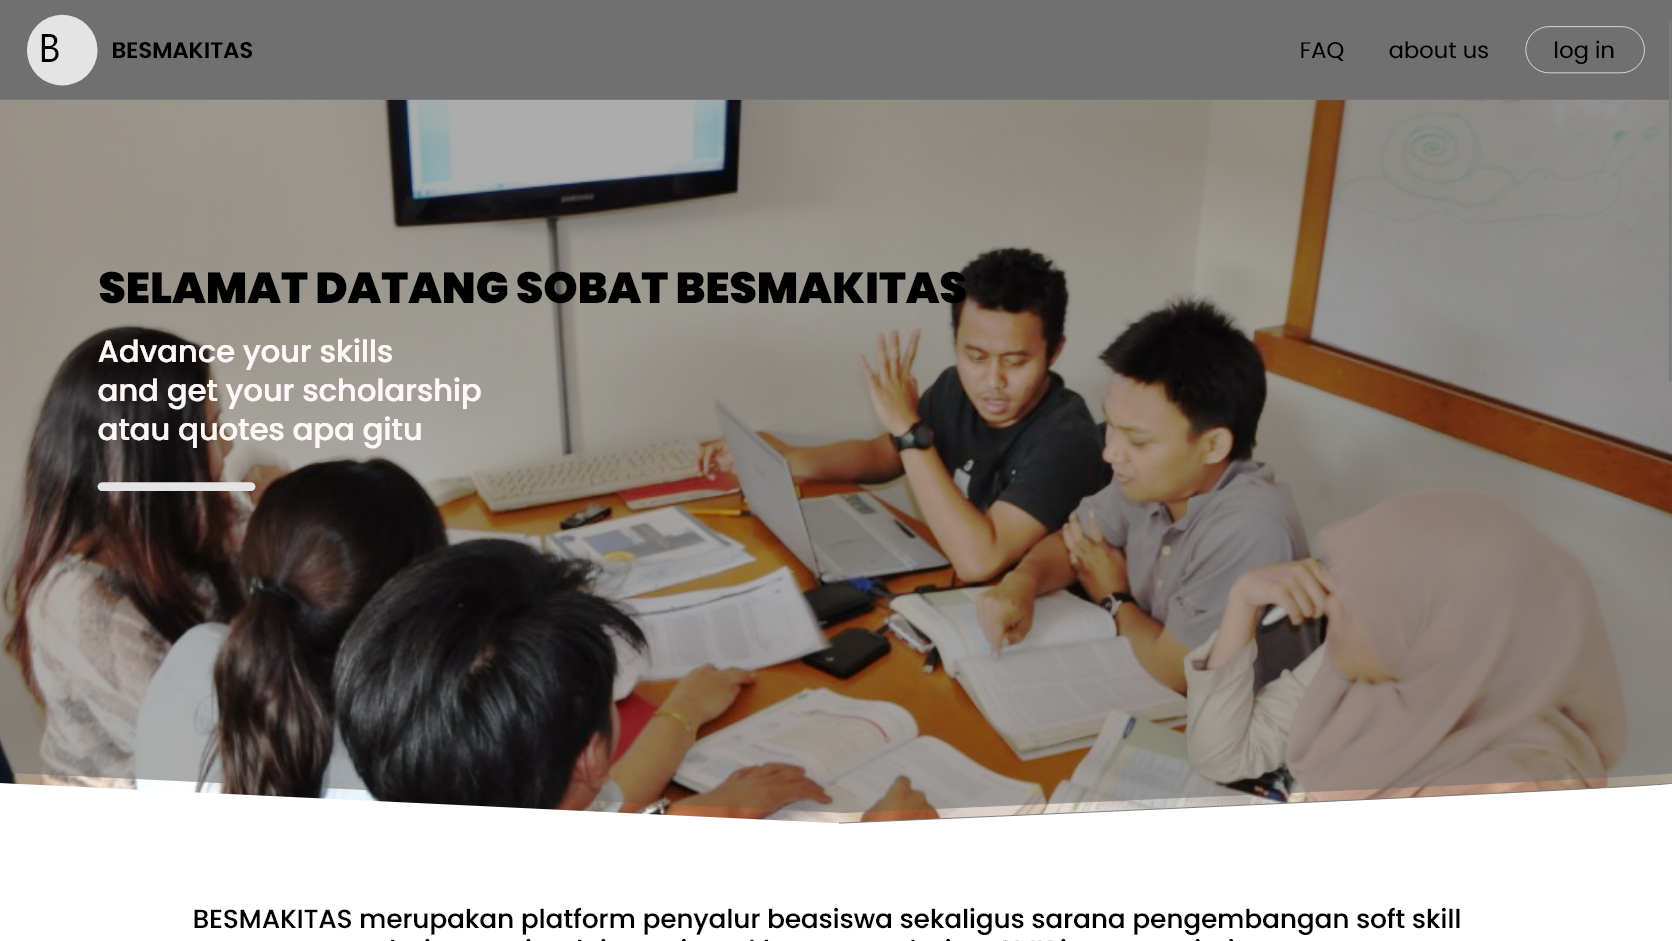 B
BESMAKITAS
FAQ
about us
log in
SAMSUNG
SELAMAT DATANG SOBAT BESMAKITAS
Advance your skills
and get your scholarship
atau quotes apa gitu
BESMAKITAS merupakan platform penyalur beasiswa sekaligus sarana pengembangan soft skill